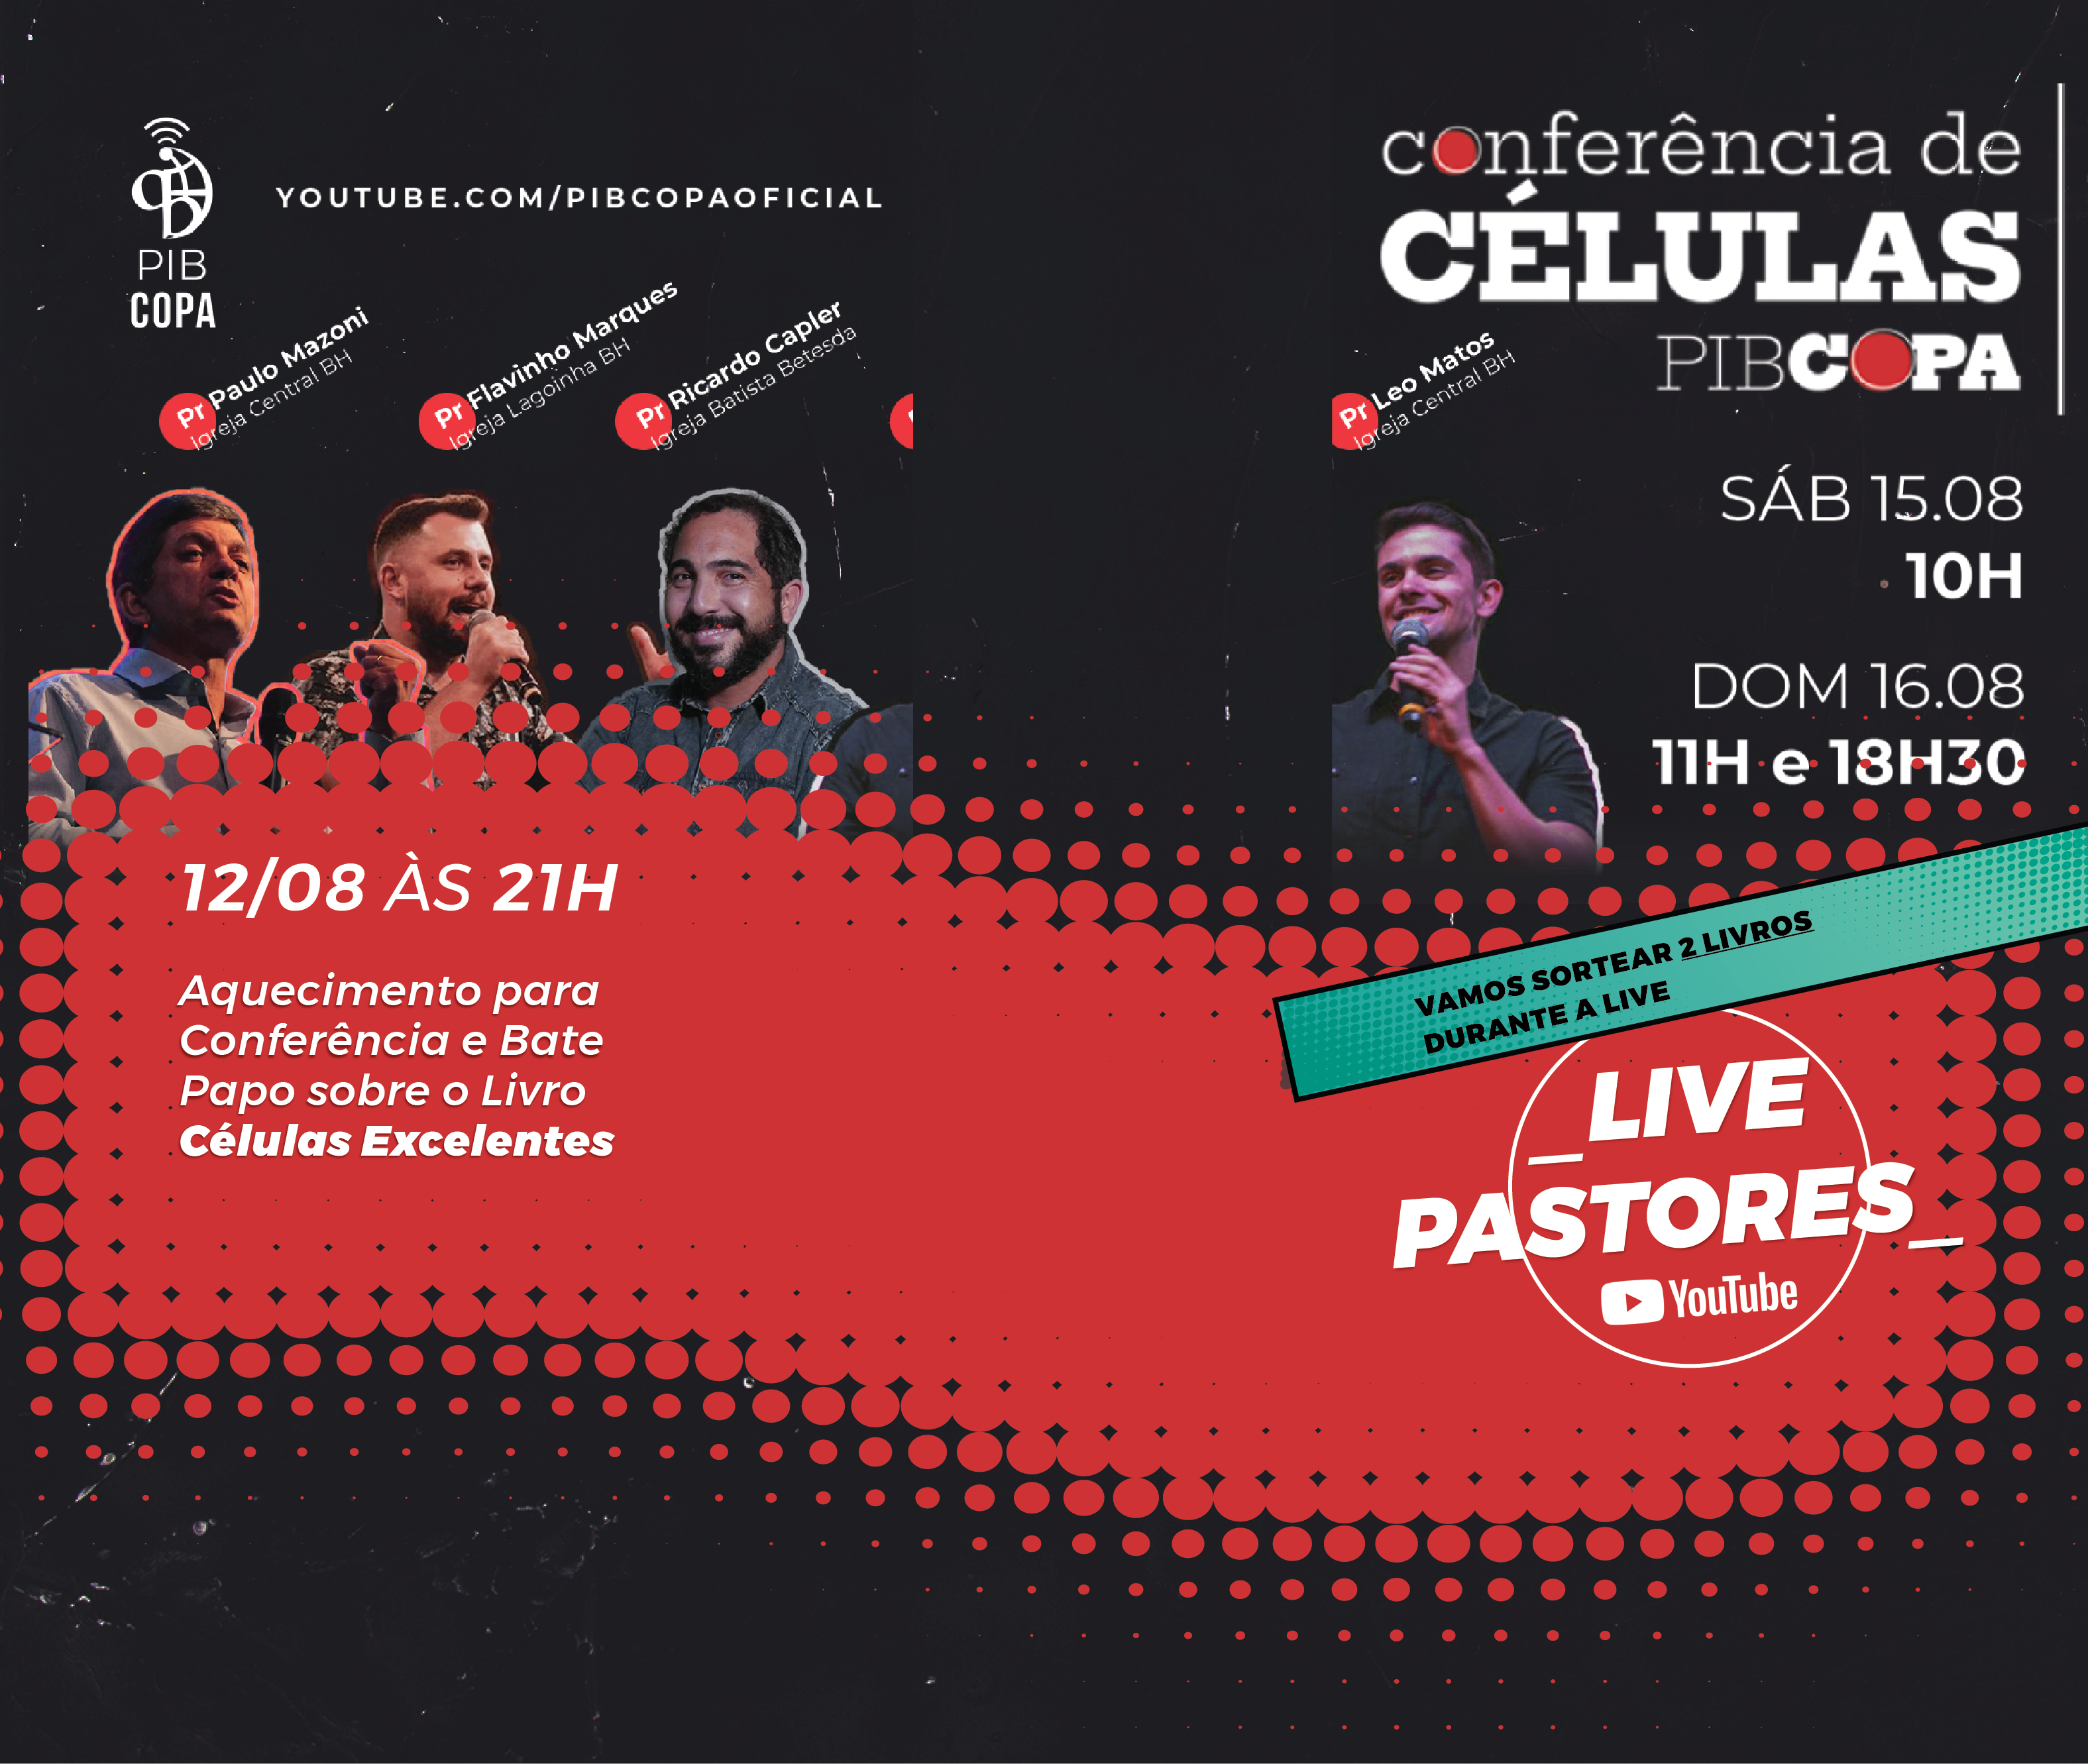 PIB
COPA
YOUTUBE.COM/PIBCOPAOFICIAL
conferência de
CÉLULAS
PIBCOPA
Pr Paulo Mazoni
Igreja Central BH
Pr Flavinho Marques
Igreja Lagoinha BH
Pr Ricardo Capler
Igreja Batista Betesda
Pr Leo Matos
Igreja Central BH
SÁB 15.08
10H
DOM 16.08
11H e 18H30
12/08 ÀS 21H
Aquecimento para
Conferência e Bate
Papo sobre o Livro
Células Excelentes
VAMOS SORTEAR 2 LIVROS
DURANTE A LIVE
_LIVE
PASTORES_
YouTube